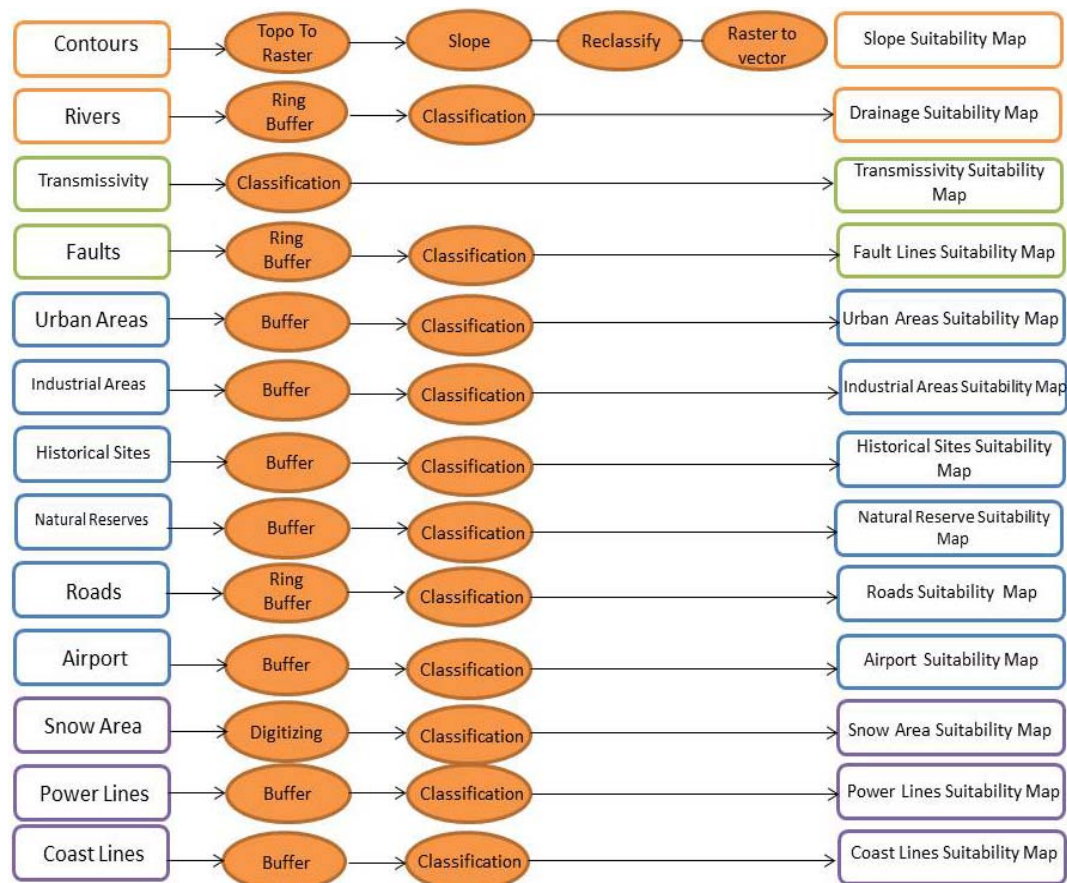 Contours
Topo To
Raster
Slope
Reclassify
Raster to
vector
Slope Suitability Map
Rivers
Ring
Buffer
Classification
Drainage Suitability Map
Transmissivity
Classification
Transmissivity Suitability
Map
Faults
Ring
Buffer
Classification
Fault Lines Suitability Map
Urban Areas
Buffer
Classification
Urban Areas Suitability Map
Industrial Areas
Buffer
Classification
Industrial Areas Suitability Map
Historical Sites
Buffer
Classification
Historical Sites Suitability
Map
Natural Reserves
Buffer
Classification
Natural Reserve Suitability
Map
Roads
Ring
Buffer
Classification
Roads Suitability Map
Airport
Buffer
Classification
Airport Suitability Map
Snow Area
Digitizing
Classification
Snow Area Suitability Map
Power Lines
Buffer
Classification
Power Lines Suitability Map
Coast Lines
Buffer
Classification
Coast Lines Suitability Map